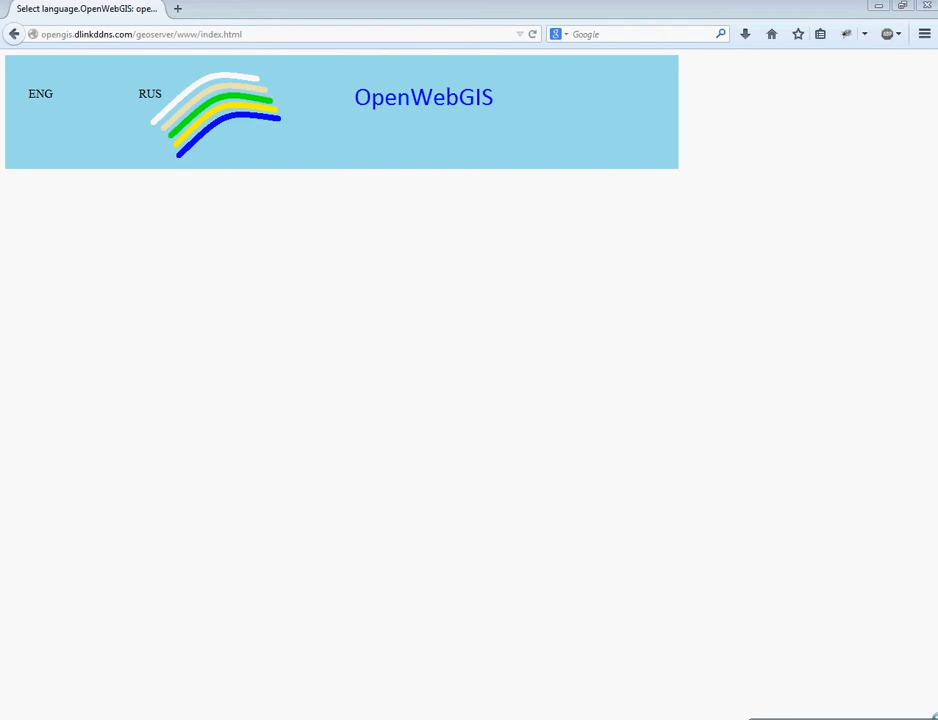 Select language.OpenWebGIS: ope...
opengis.dlinkddns.com/geoserver/www/index.html
Google
ENG
RUS
OpenWebGIS